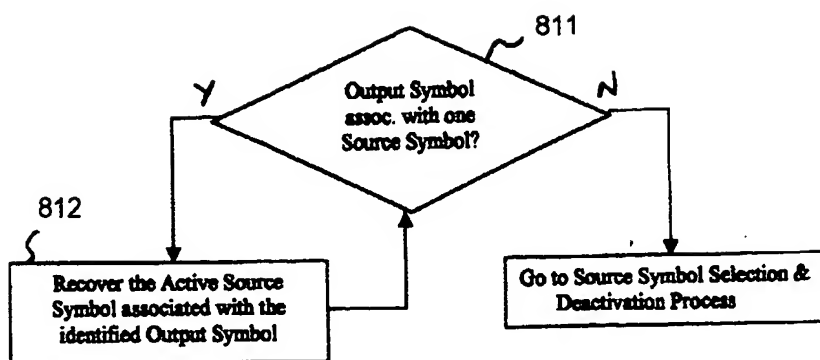 811
Output Symbol
assoc. with one
Source Symbol?
Y
N
812
Recover the Active Source
Symbol associated with the
identified Output Symbol
Go to Source Symbol Selection &
Deactivation Process